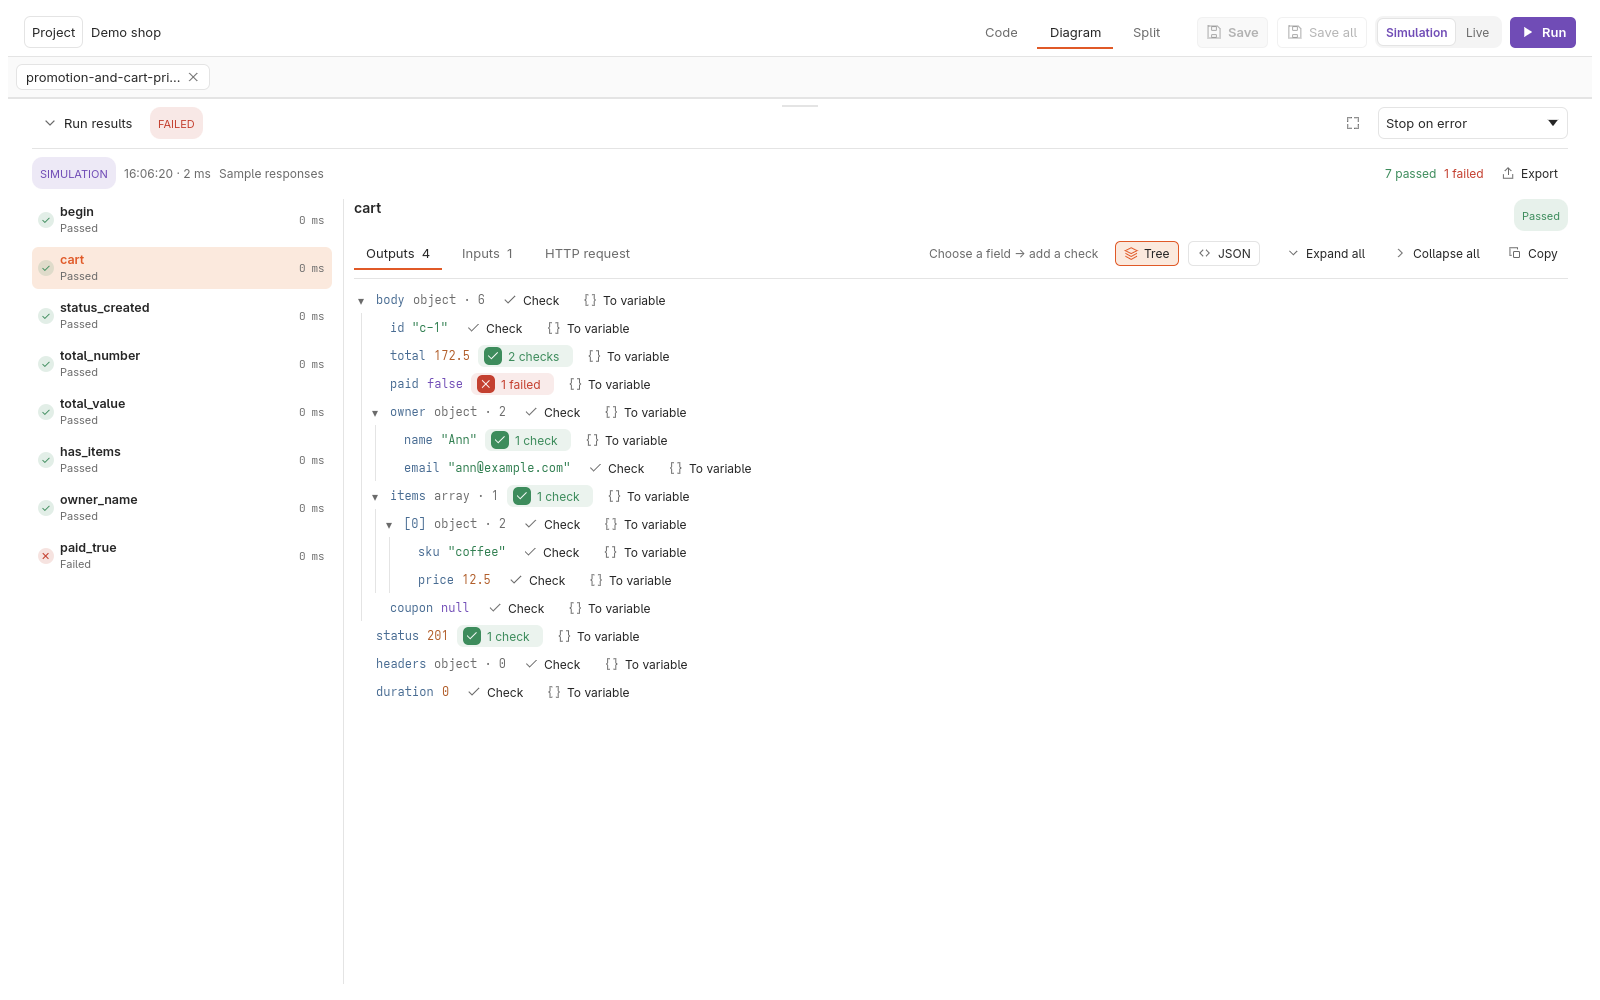 Project Demo shop Code Diagram Split Save Save all Simulation Live Run
promotion-and-cart-pri...
Run results FAILED Stop on error
SIMULATION 16:06:20 · 2 ms Sample responses 7 passed 1 failed Export
begin
Passed
0 ms
cart
Passed
0 ms
status_created
Passed
0 ms
total_number
Passed
0 ms
total_value
Passed
0 ms
has_items
Passed
0 ms
owner_name
Passed
0 ms
paid_true
Failed
0 ms
cart
Passed
Outputs 4 Inputs 1 HTTP request Choose a field → add a check Tree JSON Expand all Collapse all Copy
body object · 6 Check {} To variable
id "c-1" Check {} To variable
total 172.5 2 checks {} To variable
paid false 1 failed {} To variable
owner object · 2 Check {} To variable
name "Ann" 1 check {} To variable
email "ann@example.com" Check {} To variable
items array · 1 1 check {} To variable
[0] object · 2 Check {} To variable
sku "coffee" Check {} To variable
price 12.5 Check {} To variable
coupon null Check {} To variable
status 201 1 check {} To variable
headers object · 0 Check {} To variable
duration 0 Check {} To variable